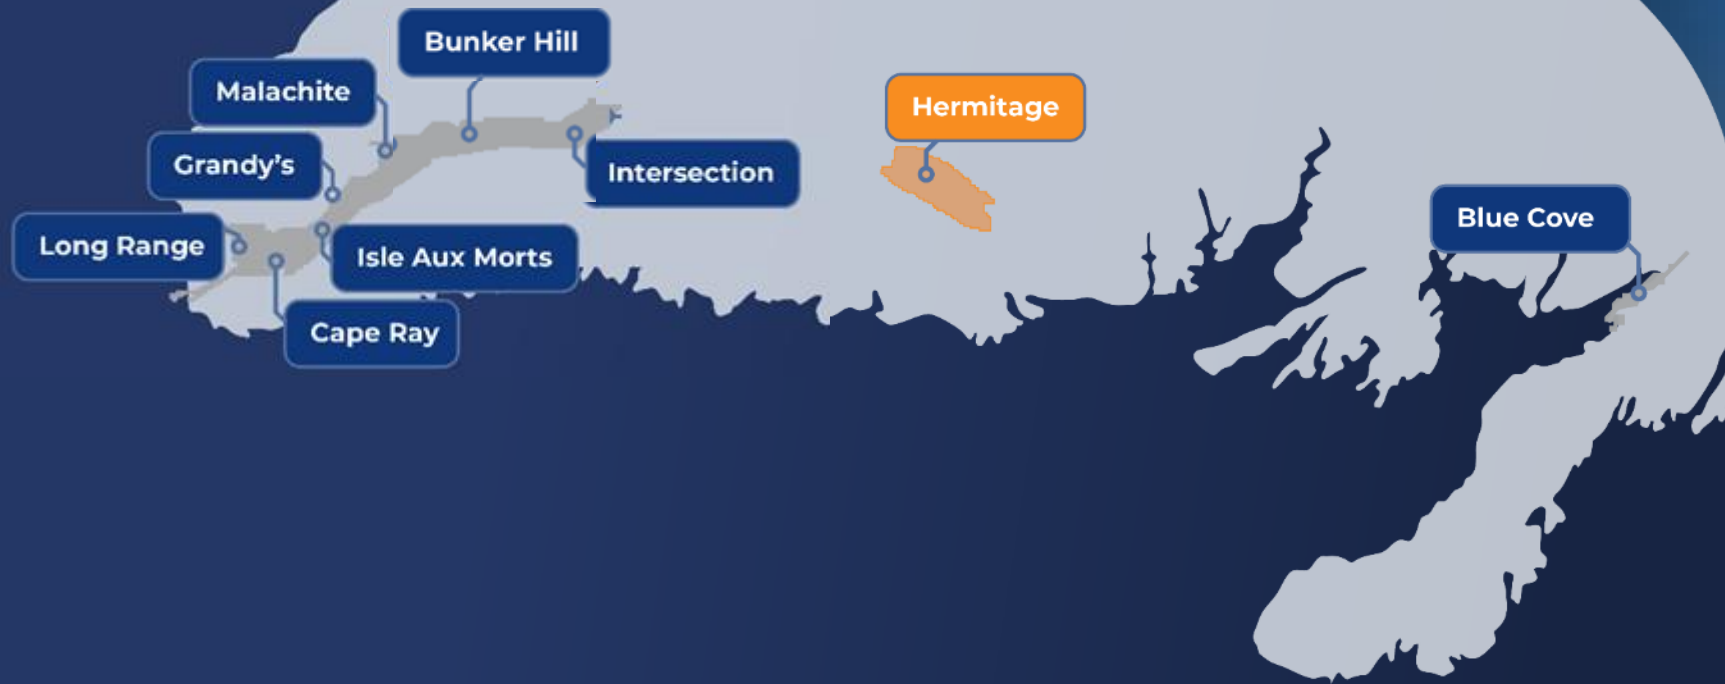 Bunker Hill
Malachite
Hermitage
Grandy's
Intersection
Blue Cove
Long Range
Isle Aux Morts
Cape Ray